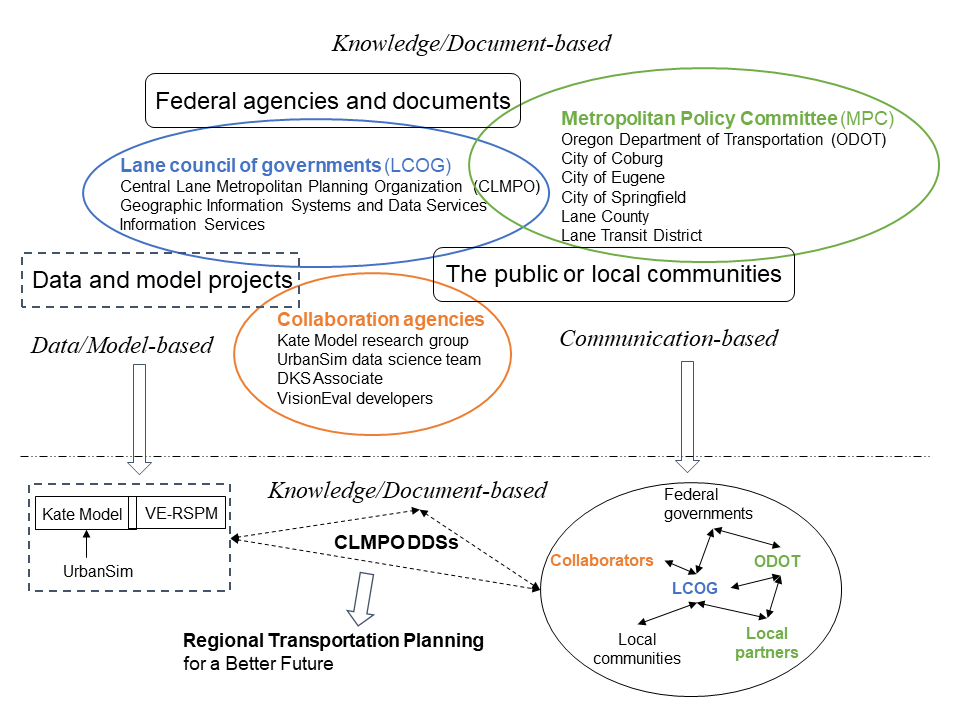 Knowledge/Document-based
Federal agencies and documents
Metropolitan Policy Committee (MPC)
Oregon Department of Transportation (ODOT)
City of Coburg
City of Eugene
City of Springfield
Lane County
Lane Transit District
Lane council of governments (LCOG)
Central Lane Metropolitan Planning Organization (CLMPO)
Geographic Information Systems and Data Services
Information Services
Data and model projects
The public or local communities
Collaboration agencies
Kate Model research group
UrbanSim data science team
DKS Associate
VisionEval developers
Data/Model-based
Communication-based
Kate Model
VE-RSPM
UrbanSim
Knowledge/Document-based
CLMPO DDSs
Regional Transportation Planning
for a Better Future
Federal
governments
Collaborators
ODOT
LCOG
Local
communities
Local
partners